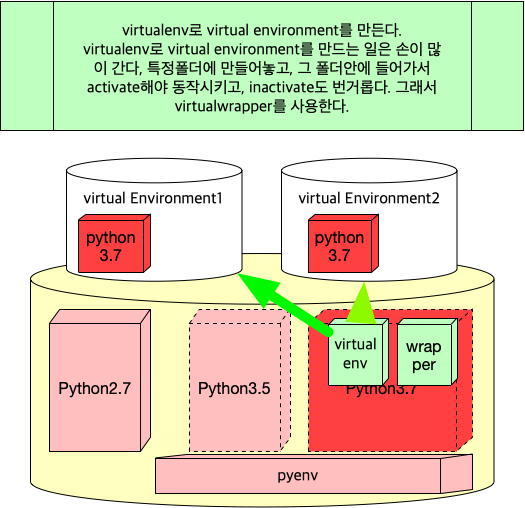 virtualenv로 virtual environment를 만든다.
virtualenv로 virtual environment를 만드는 일은 손이 많
이 간다, 특정폴더에 만들어놓고, 그 폴더안에 들어가서
activate해야 동작시키고, inactivate도 번거롭다. 그래서
virtualwrapper를 사용한다.
virtual Environment1
python
3.7
virtual Environment2
python
3.7
Python2.7
Python3.5
Python3.7
virtual
env
wrap
per
pyenv